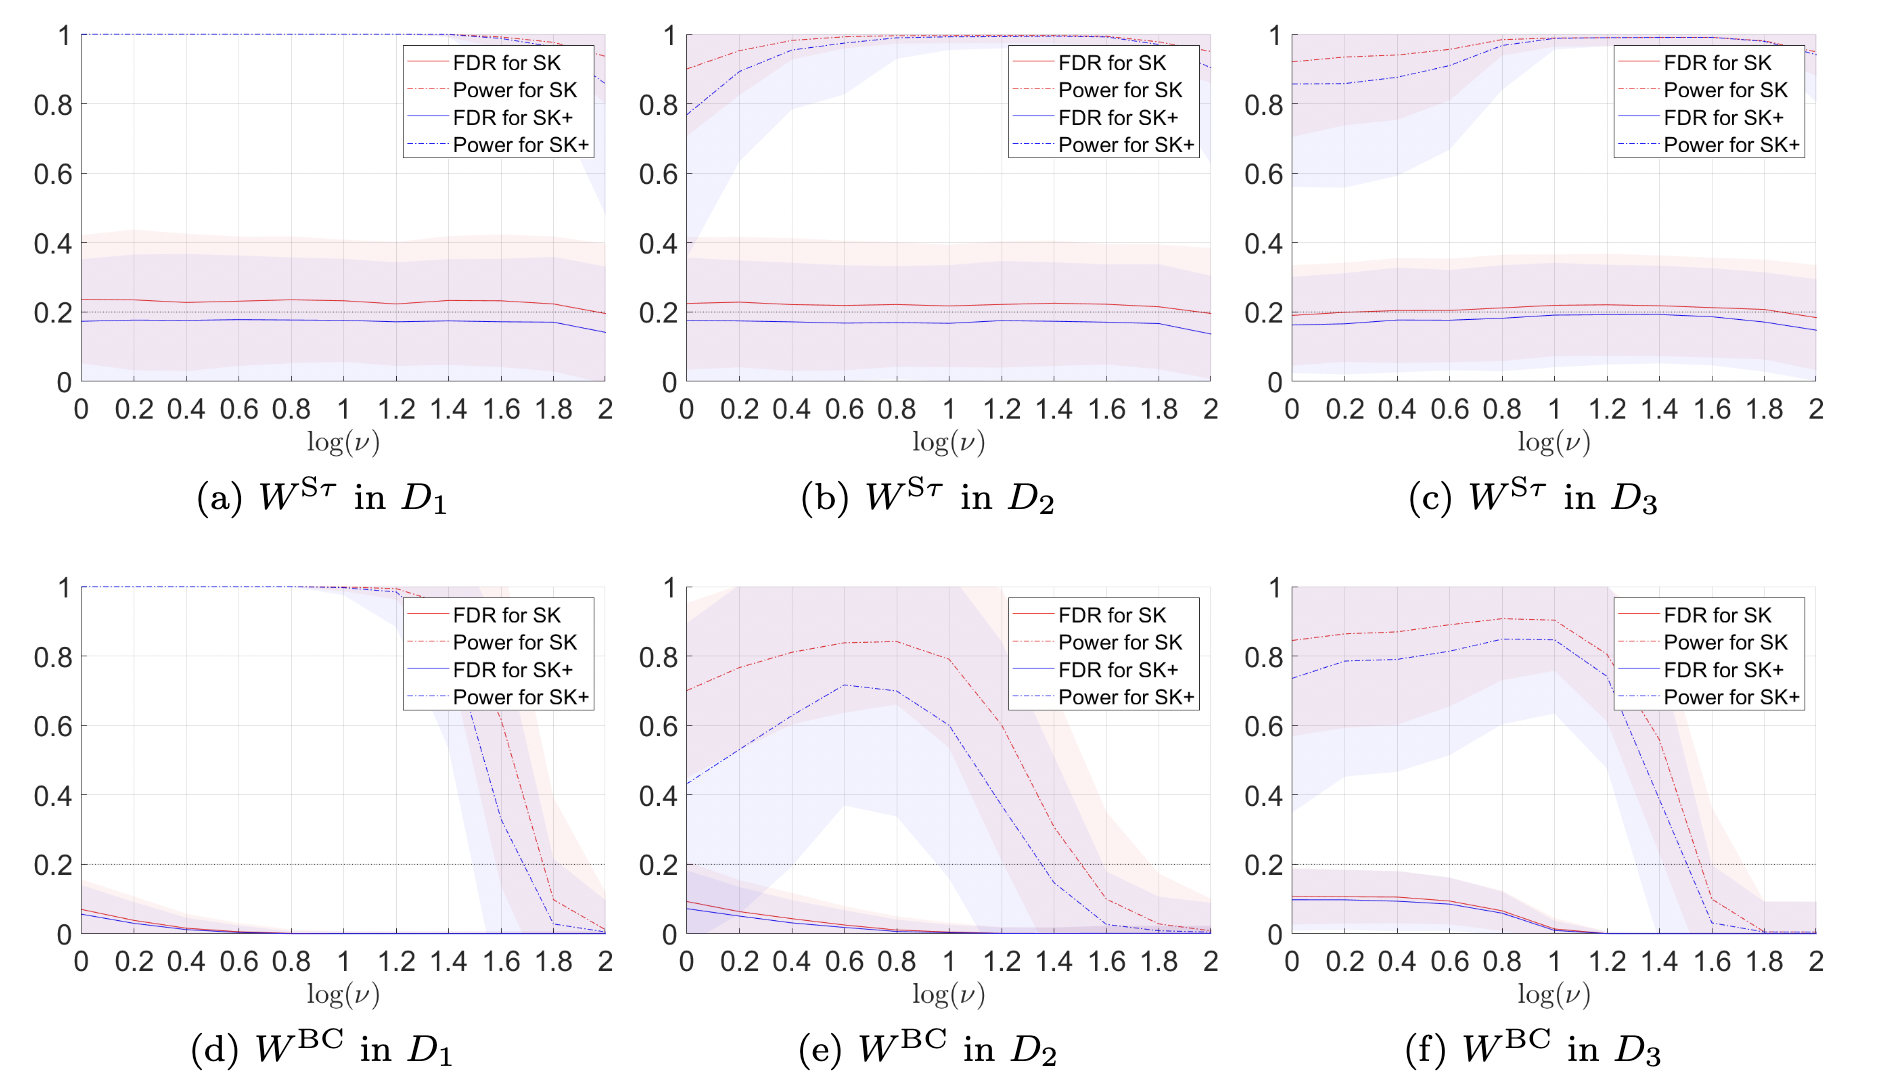 1
0.8
0.6
0.4
0.2
0
0 0.2 0.4 0.6 0.8 1 1.2 1.4 1.6 1.8 2
log(ν)
FDR for SK
Power for SK
FDR for SK+
Power for SK+
(a) W^{Sτ} in D_1
1
0.8
0.6
0.4
0.2
0
0 0.2 0.4 0.6 0.8 1 1.2 1.4 1.6 1.8 2
log(ν)
FDR for SK
Power for SK
FDR for SK+
Power for SK+
(b) W^{Sτ} in D_2
1
0.8
0.6
0.4
0.2
0
0 0.2 0.4 0.6 0.8 1 1.2 1.4 1.6 1.8 2
log(ν)
FDR for SK
Power for SK
FDR for SK+
Power for SK+
(c) W^{Sτ} in D_3
1
0.8
0.6
0.4
0.2
0
0 0.2 0.4 0.6 0.8 1 1.2 1.4 1.6 1.8 2
log(ν)
FDR for SK
Power for SK
FDR for SK+
Power for SK+
(d) W^{BC} in D_1
1
0.8
0.6
0.4
0.2
0
0 0.2 0.4 0.6 0.8 1 1.2 1.4 1.6 1.8 2
log(ν)
FDR for SK
Power for SK
FDR for SK+
Power for SK+
(e) W^{BC} in D_2
1
0.8
0.6
0.4
0.2
0
0 0.2 0.4 0.6 0.8 1 1.2 1.4 1.6 1.8 2
log(ν)
FDR for SK
Power for SK
FDR for SK+
Power for SK+
(f) W^{BC} in D_3